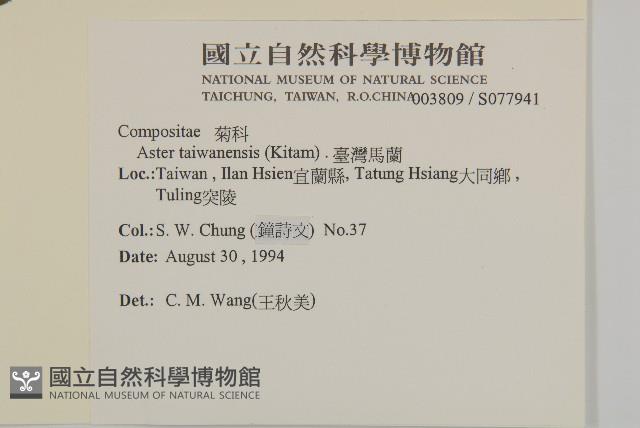 國立自然科學博物館
NATIONAL MUSEUM OF NATURAL SCIENCE
TAICHUNG, TAIWAN, R.O.CHINA 003809 / S077941
Compositae 菊科
Aster taiwanensis (Kitam) . 臺灣馬蘭
Loc.:Taiwan , Ilan Hsien宜蘭縣, Tatung Hsiang大同鄉 ,
Tuling突陵
Col.: S. W. Chung (鐘詩文) No.37
Date: August 30 , 1994
Det.: C. M. Wang(王秋美)
國立自然科學博物館
NATIONAL MUSEUM OF NATURAL SCIENCE